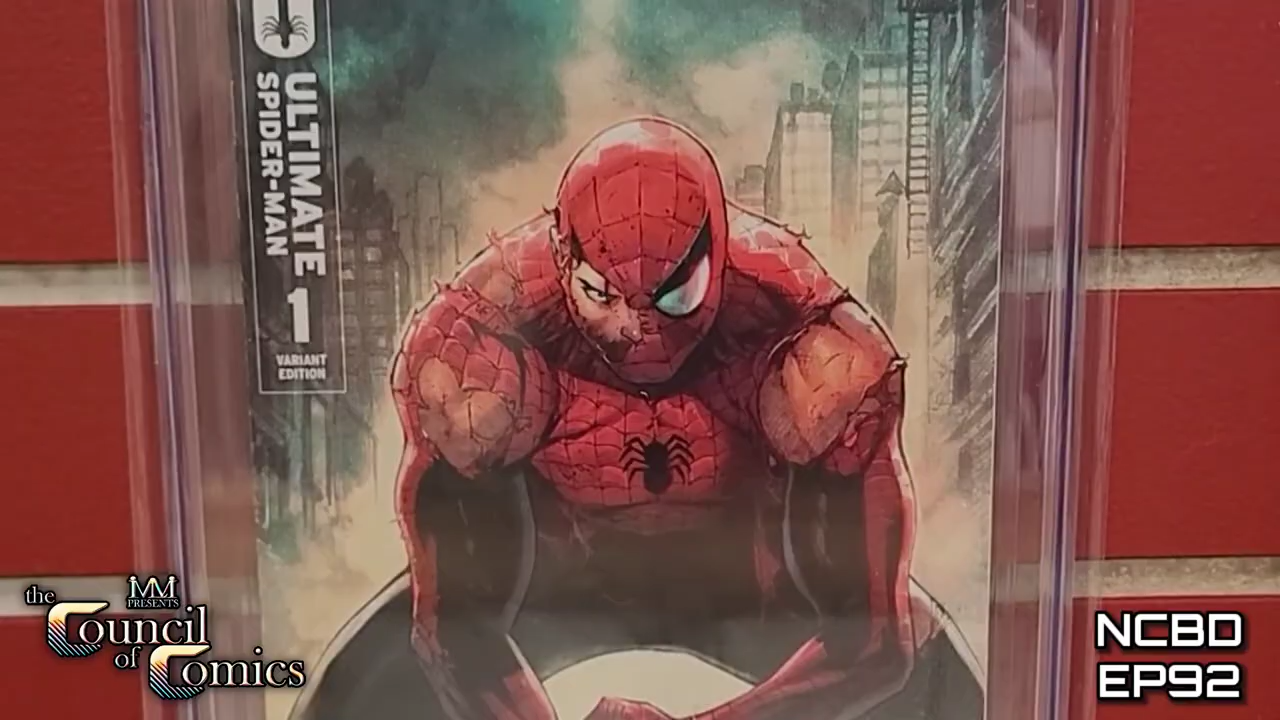 ULTIMATE
SPIDER-MAN
1
VARIANT
EDITION
the
MM
PRESENTS
Council
of
Comics
NCBD
EP92